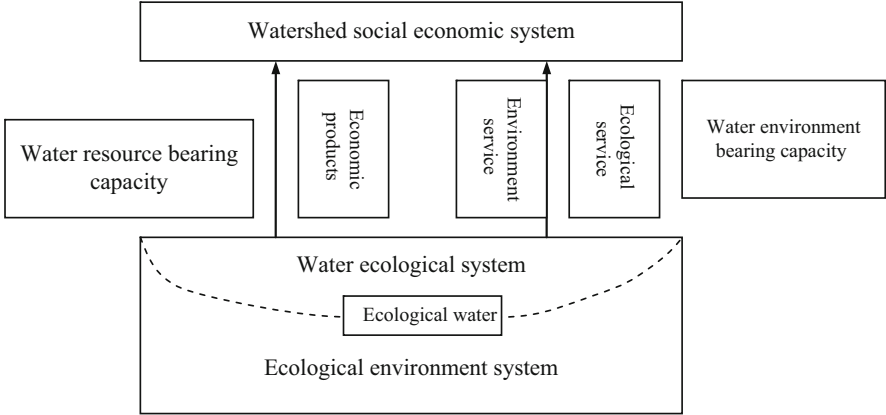 Watershed social economic system
Economic
products
Environment
service
Ecological
service
Water resource bearing
capacity
Water environment
bearing capacity
Water ecological system
Ecological water
Ecological environment system